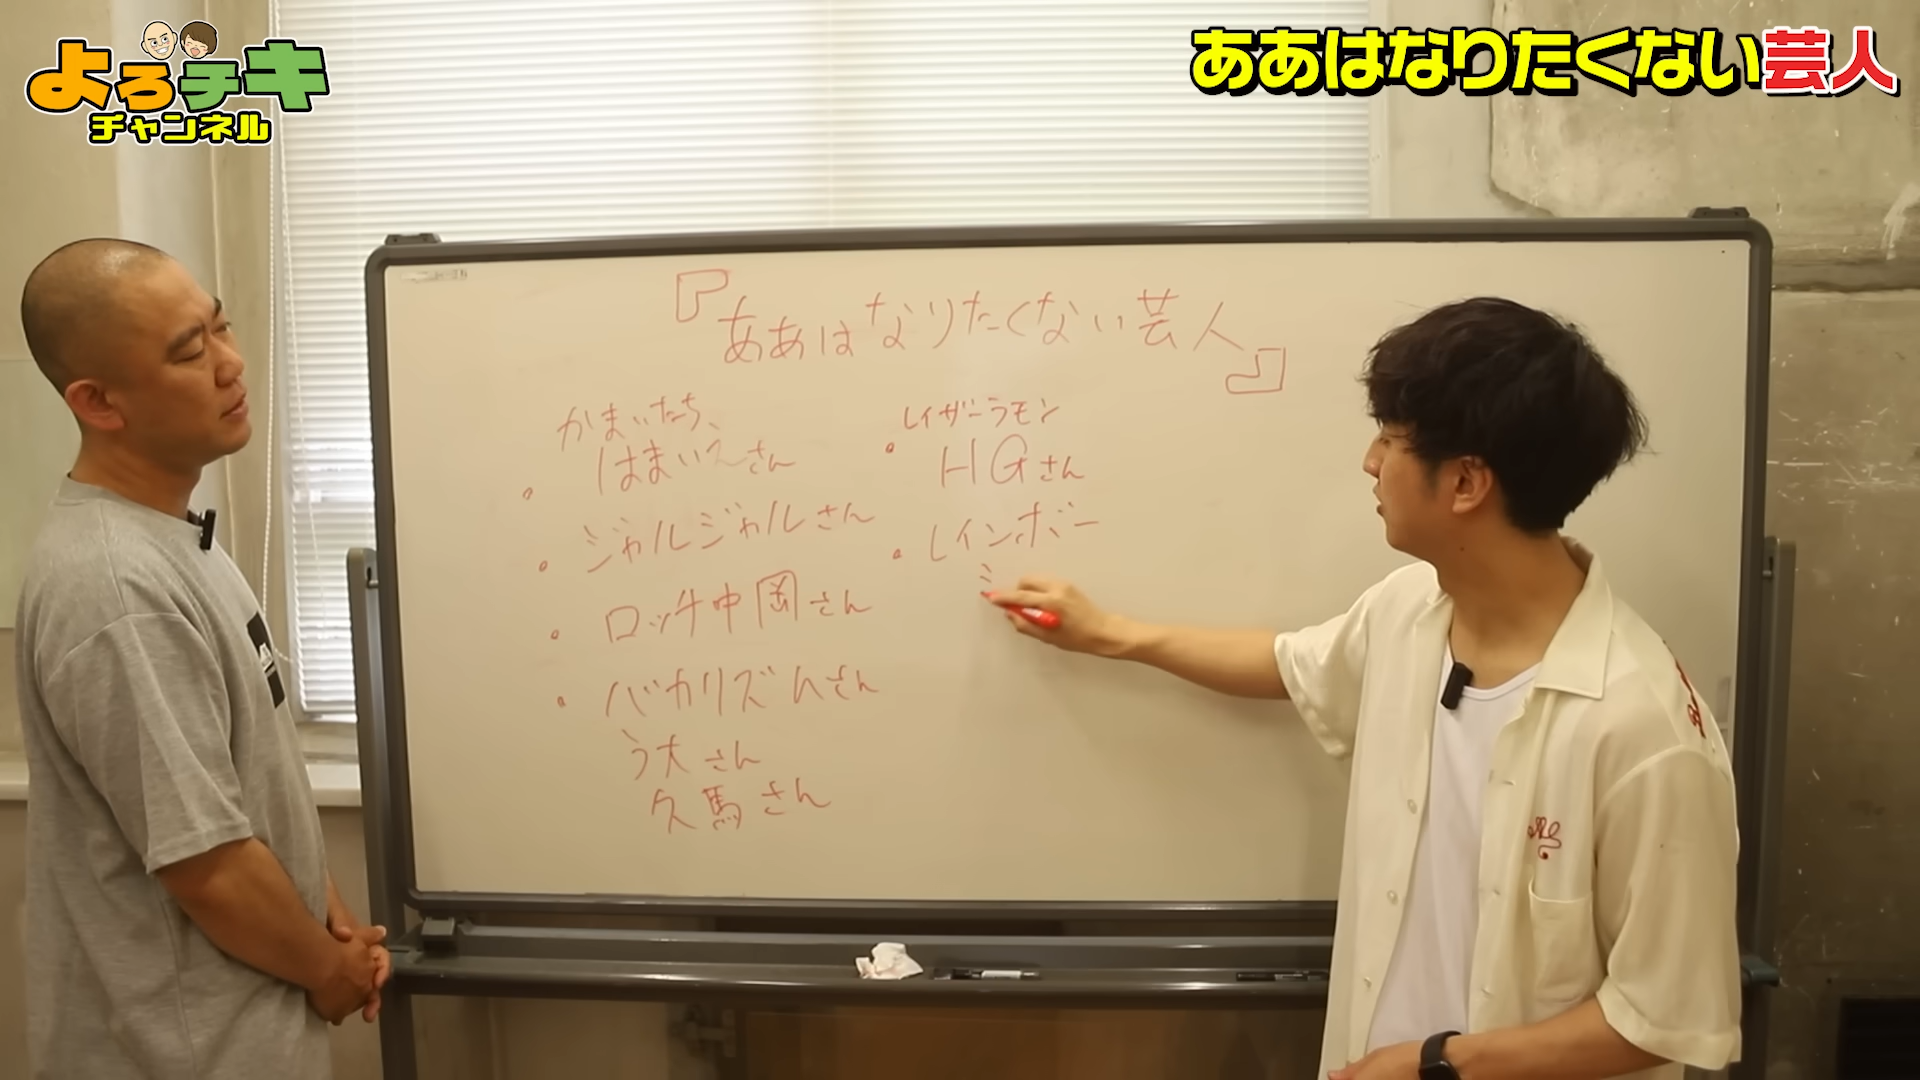 よろチキ
チャンネル
ああはなりたくない芸人
『ああはなりたくない芸人』
かまいたち、
はまいえさん
ジャルジャルさん
ロッチ中岡さん
バカリズムさん
う大さん
久馬さん
レイザーラモン
HGさん
レインボー